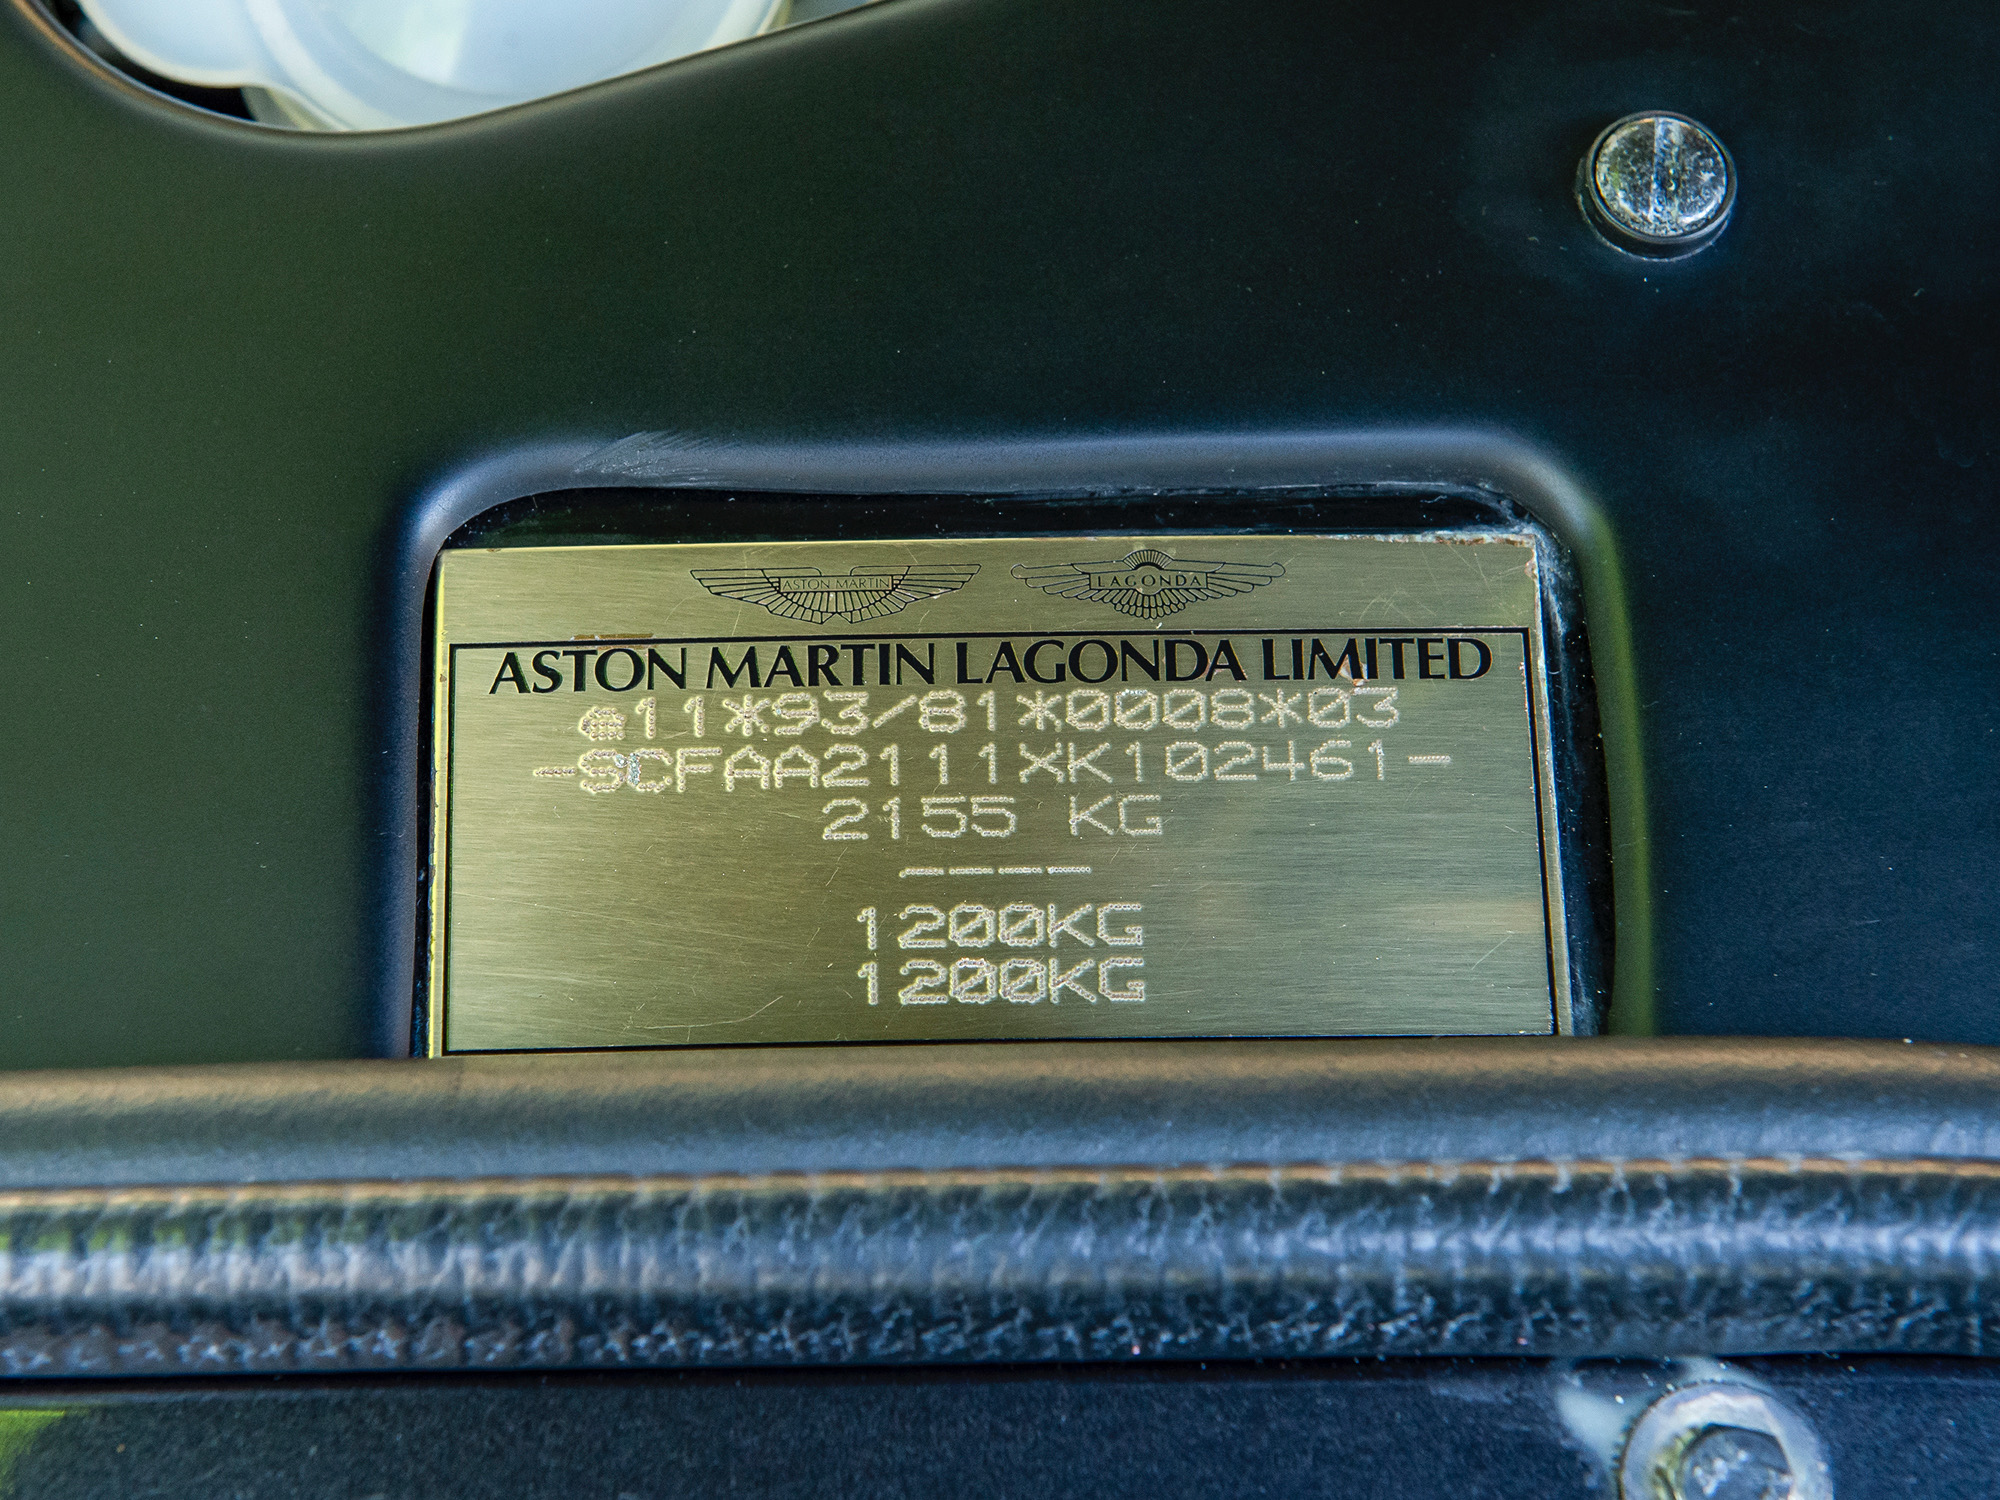 ASTON MARTIN LAGONDA
ASTON MARTIN LAGONDA LIMITED
e11*93/81*0008*03
-SCFAA2111XK102461-
2155 KG
----
1200KG
1200KG